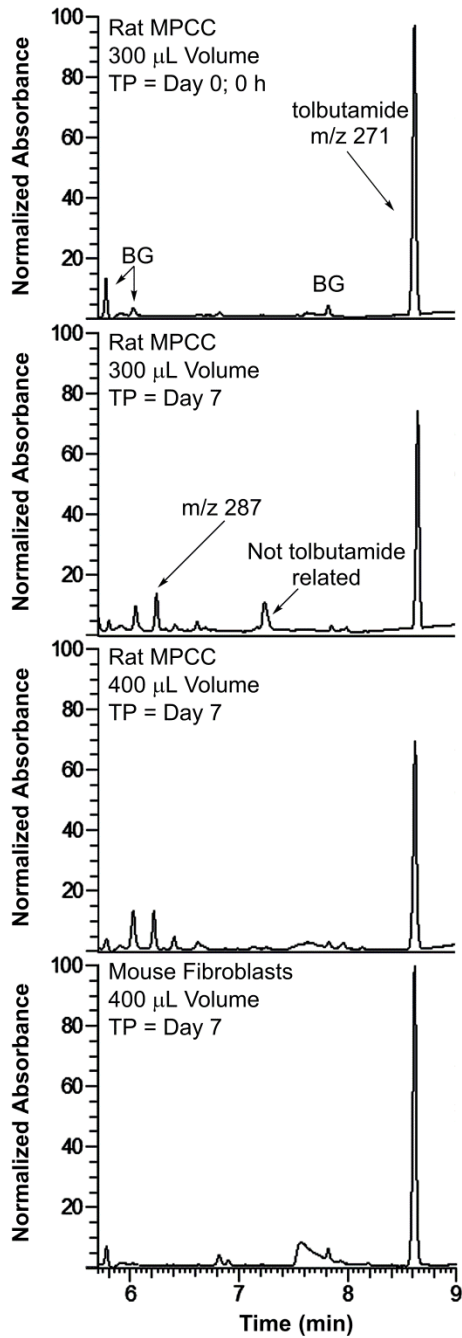 Rat MPCC
300 μL Volume
TP = Day 0; 0 h
tolbutamide
m/z 271
BG
BG
Normalized Absorbance
100
80
60
40
20
Rat MPCC
300 μL Volume
TP = Day 7
m/z 287
Not tolbutamide
related
Normalized Absorbance
100
80
60
40
20
Rat MPCC
400 μL Volume
TP = Day 7
Normalized Absorbance
100
80
60
40
20
Mouse Fibroblasts
400 μL Volume
TP = Day 7
Normalized Absorbance
100
80
60
40
20
6 7 8 9
Time (min)